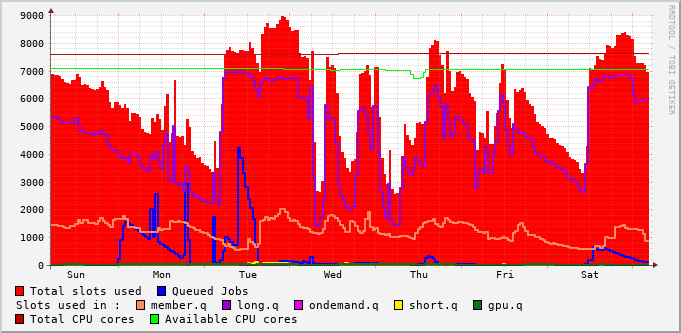 9000
8000
7000
6000
5000
4000
3000
2000
1000
0
Sun Mon Tue Wed Thu Fri Sat
RRDTOOL / TOBI OETIKER
Total slots used Queued Jobs
Slots used in : member.q long.q ondemand.q short.q gpu.q
Total CPU cores Available CPU cores